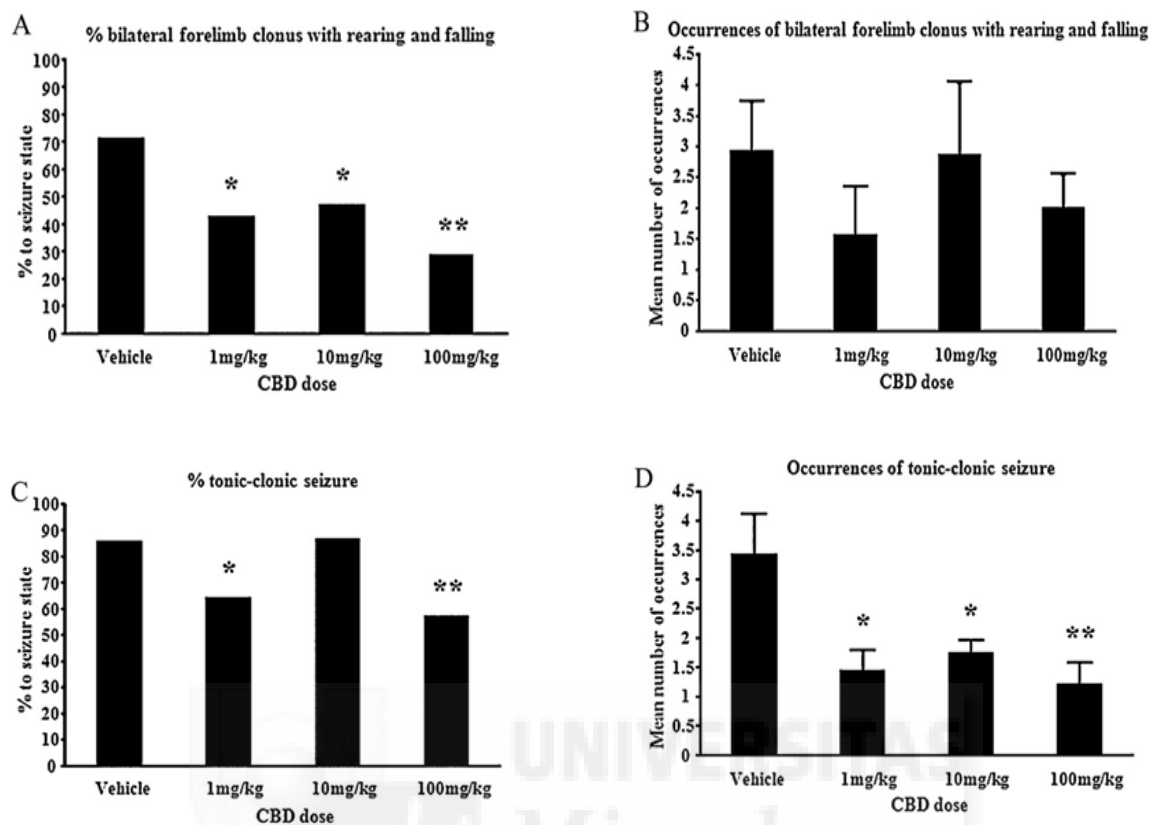 A
% bilateral forelimb clonus with rearing and falling
% to seizure state
100
90
80
70
60
50
40
30
20
10
0
*
*
**
Vehicle 1mg/kg 10mg/kg 100mg/kg
CBD dose
B
Occurrences of bilateral forelimb clonus with rearing and falling
Mean number of occurrences
4.5
4
3.5
3
2.5
2
1.5
1
0.5
0
Vehicle 1mg/kg 10mg/kg 100mg/kg
CBD dose
C
% tonic-clonic seizure
% to seizure state
100
90
80
70
60
50
40
30
20
10
0
*
**
Vehicle 1mg/kg 10mg/kg 100mg/kg
CBD dose
D
Occurrences of tonic-clonic seizure
Mean number of occurrences
4.5
4
3.5
3
2.5
2
1.5
1
0.5
0
*
*
**
Vehicle 1mg/kg 10mg/kg 100mg/kg
CBD dose
UNIVERSITAS